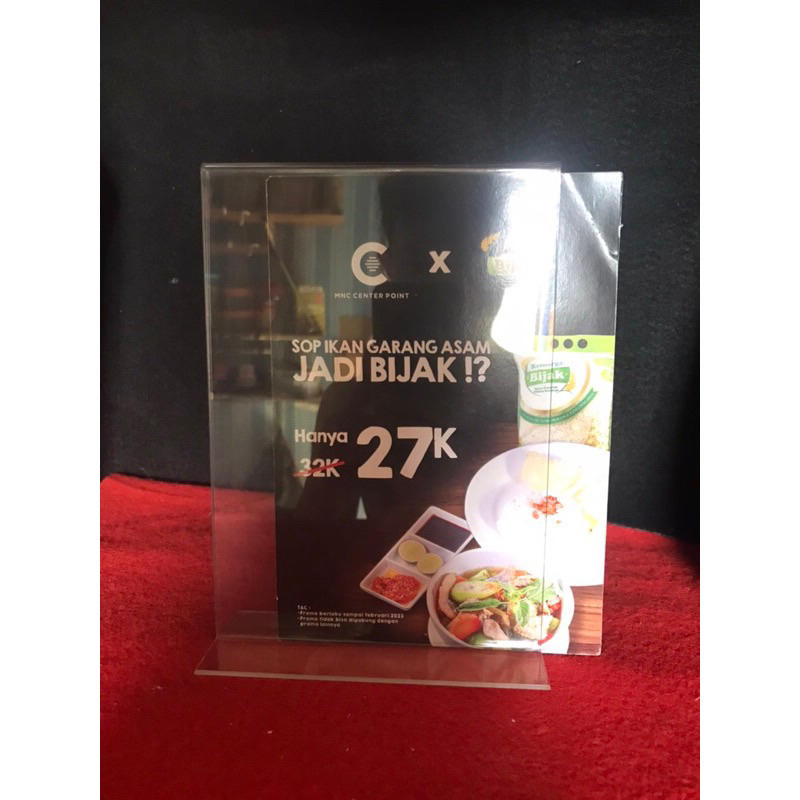 C X
MNC CENTER POINT
SOP IKAN GARANG ASAM
JADI BIJAK !?
Hanya
32K 27K
Beras
Bijak
T&C :
-Promo berlaku sampai februari 2023
-Promo tidak bisa digabung dengan
promo lainnya